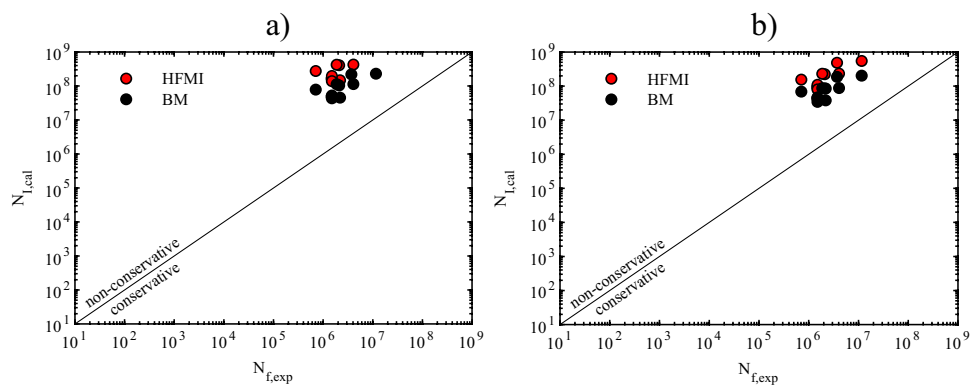 a)
10⁹
10⁸
10⁷
10⁶
10⁵
10⁴
10³
10²
10¹
N_I,cal
HFMI
BM
non-conservative
conservative
10¹ 10² 10³ 10⁴ 10⁵ 10⁶ 10⁷ 10⁸ 10⁹
N_f,exp
b)
10⁹
10⁸
10⁷
10⁶
10⁵
10⁴
10³
10²
10¹
N_I,cal
HFMI
BM
non-conservative
conservative
10¹ 10² 10³ 10⁴ 10⁵ 10⁶ 10⁷ 10⁸ 10⁹
N_f,exp